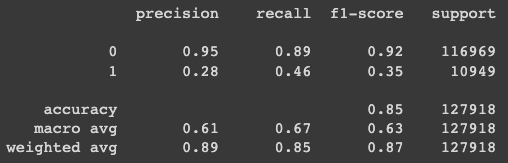 precision recall f1-score support
0 0.95 0.89 0.92 116969
1 0.28 0.46 0.35 10949
accuracy 0.85 127918
macro avg 0.61 0.67 0.63 127918
weighted avg 0.89 0.85 0.87 127918